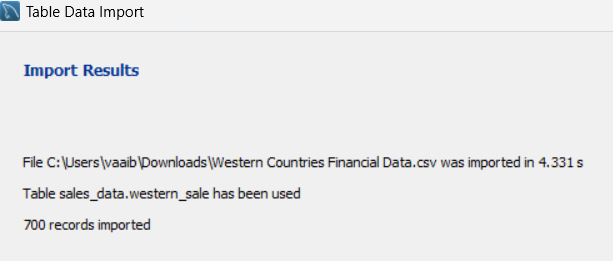 Table Data Import
Import Results
File C:\Users\vaaib\Downloads\Western Countries Financial Data.csv was imported in 4.331 s
Table sales_data.western_sale has been used
700 records imported